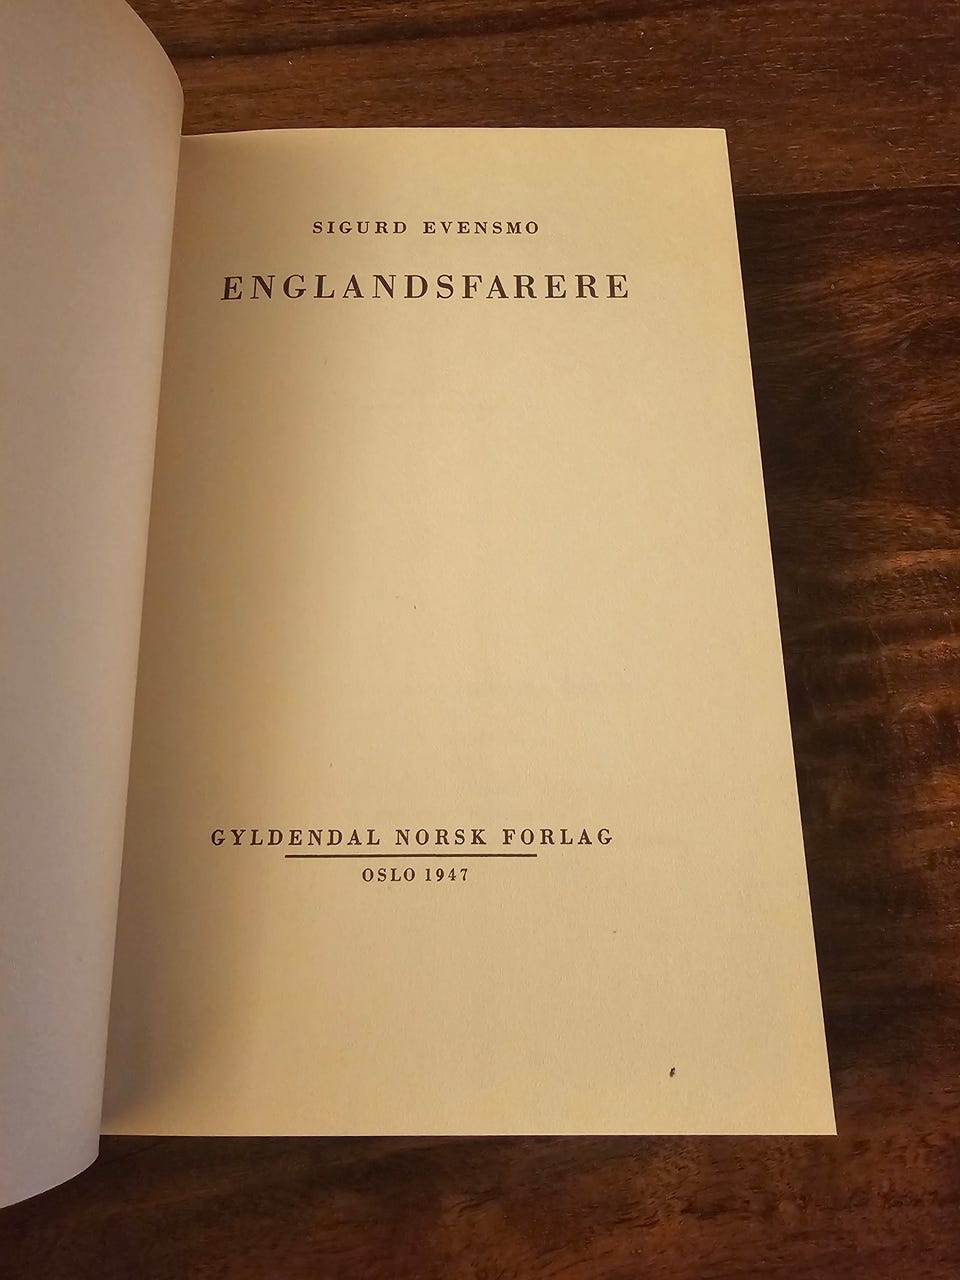 SIGURD EVENSMO
ENGLANDSFARERE
GYLDENDAL NORSK FORLAG
OSLO 1947